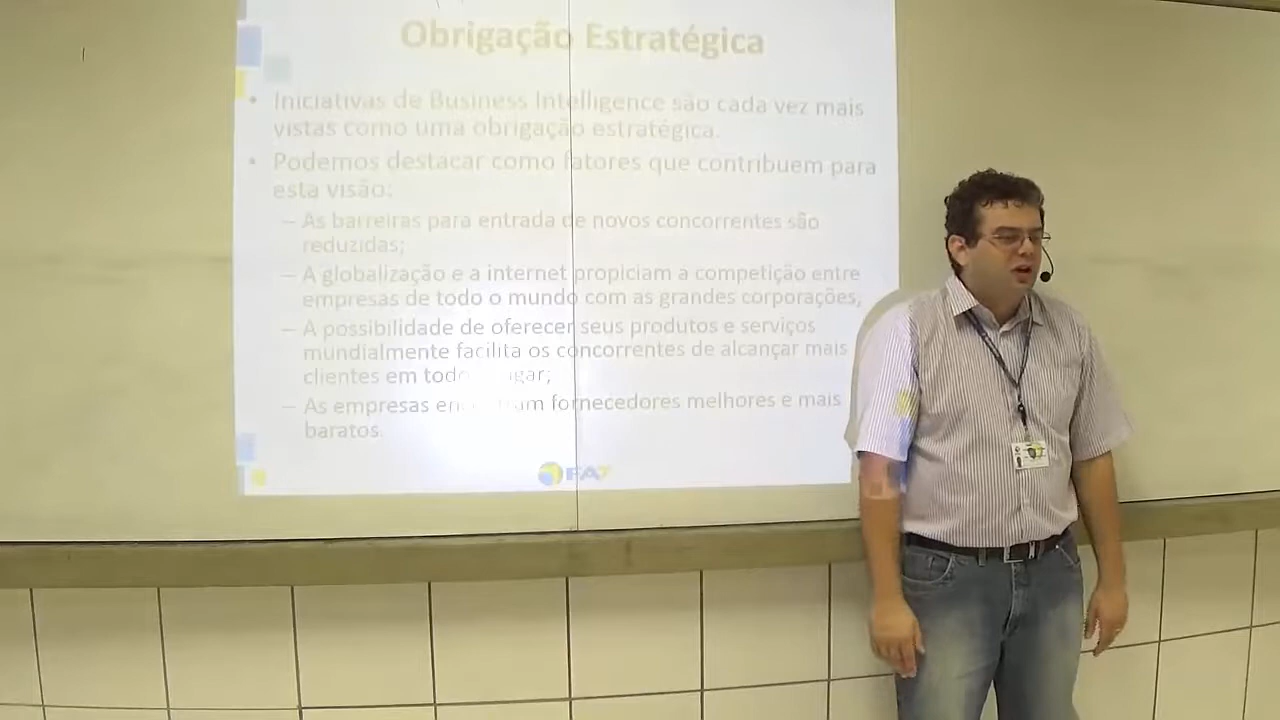 Obrigação Estratégica
• Iniciativas de Business Intelligence são cada vez mais
vistas como uma obrigação estratégica.
• Podemos destacar como fatores que contribuem para
esta visão:
– As barreiras para entrada de novos concorrentes são
reduzidas;
– A globalização e a internet propiciam a competição entre
empresas de todo o mundo com as grandes corporações;
– A possibilidade de oferecer seus produtos e serviços
mundialmente facilita os concorrentes de alcançar mais
clientes em todo
– As empresas fornecedores melhores e mais
baratos.
FA7